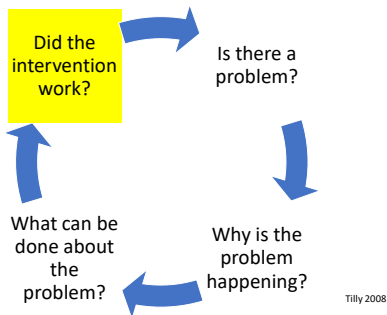 Did the
intervention
work?
Is there a
problem?
Why is the
problem
happening?
What can be
done about
the
problem?
Tilly 2008